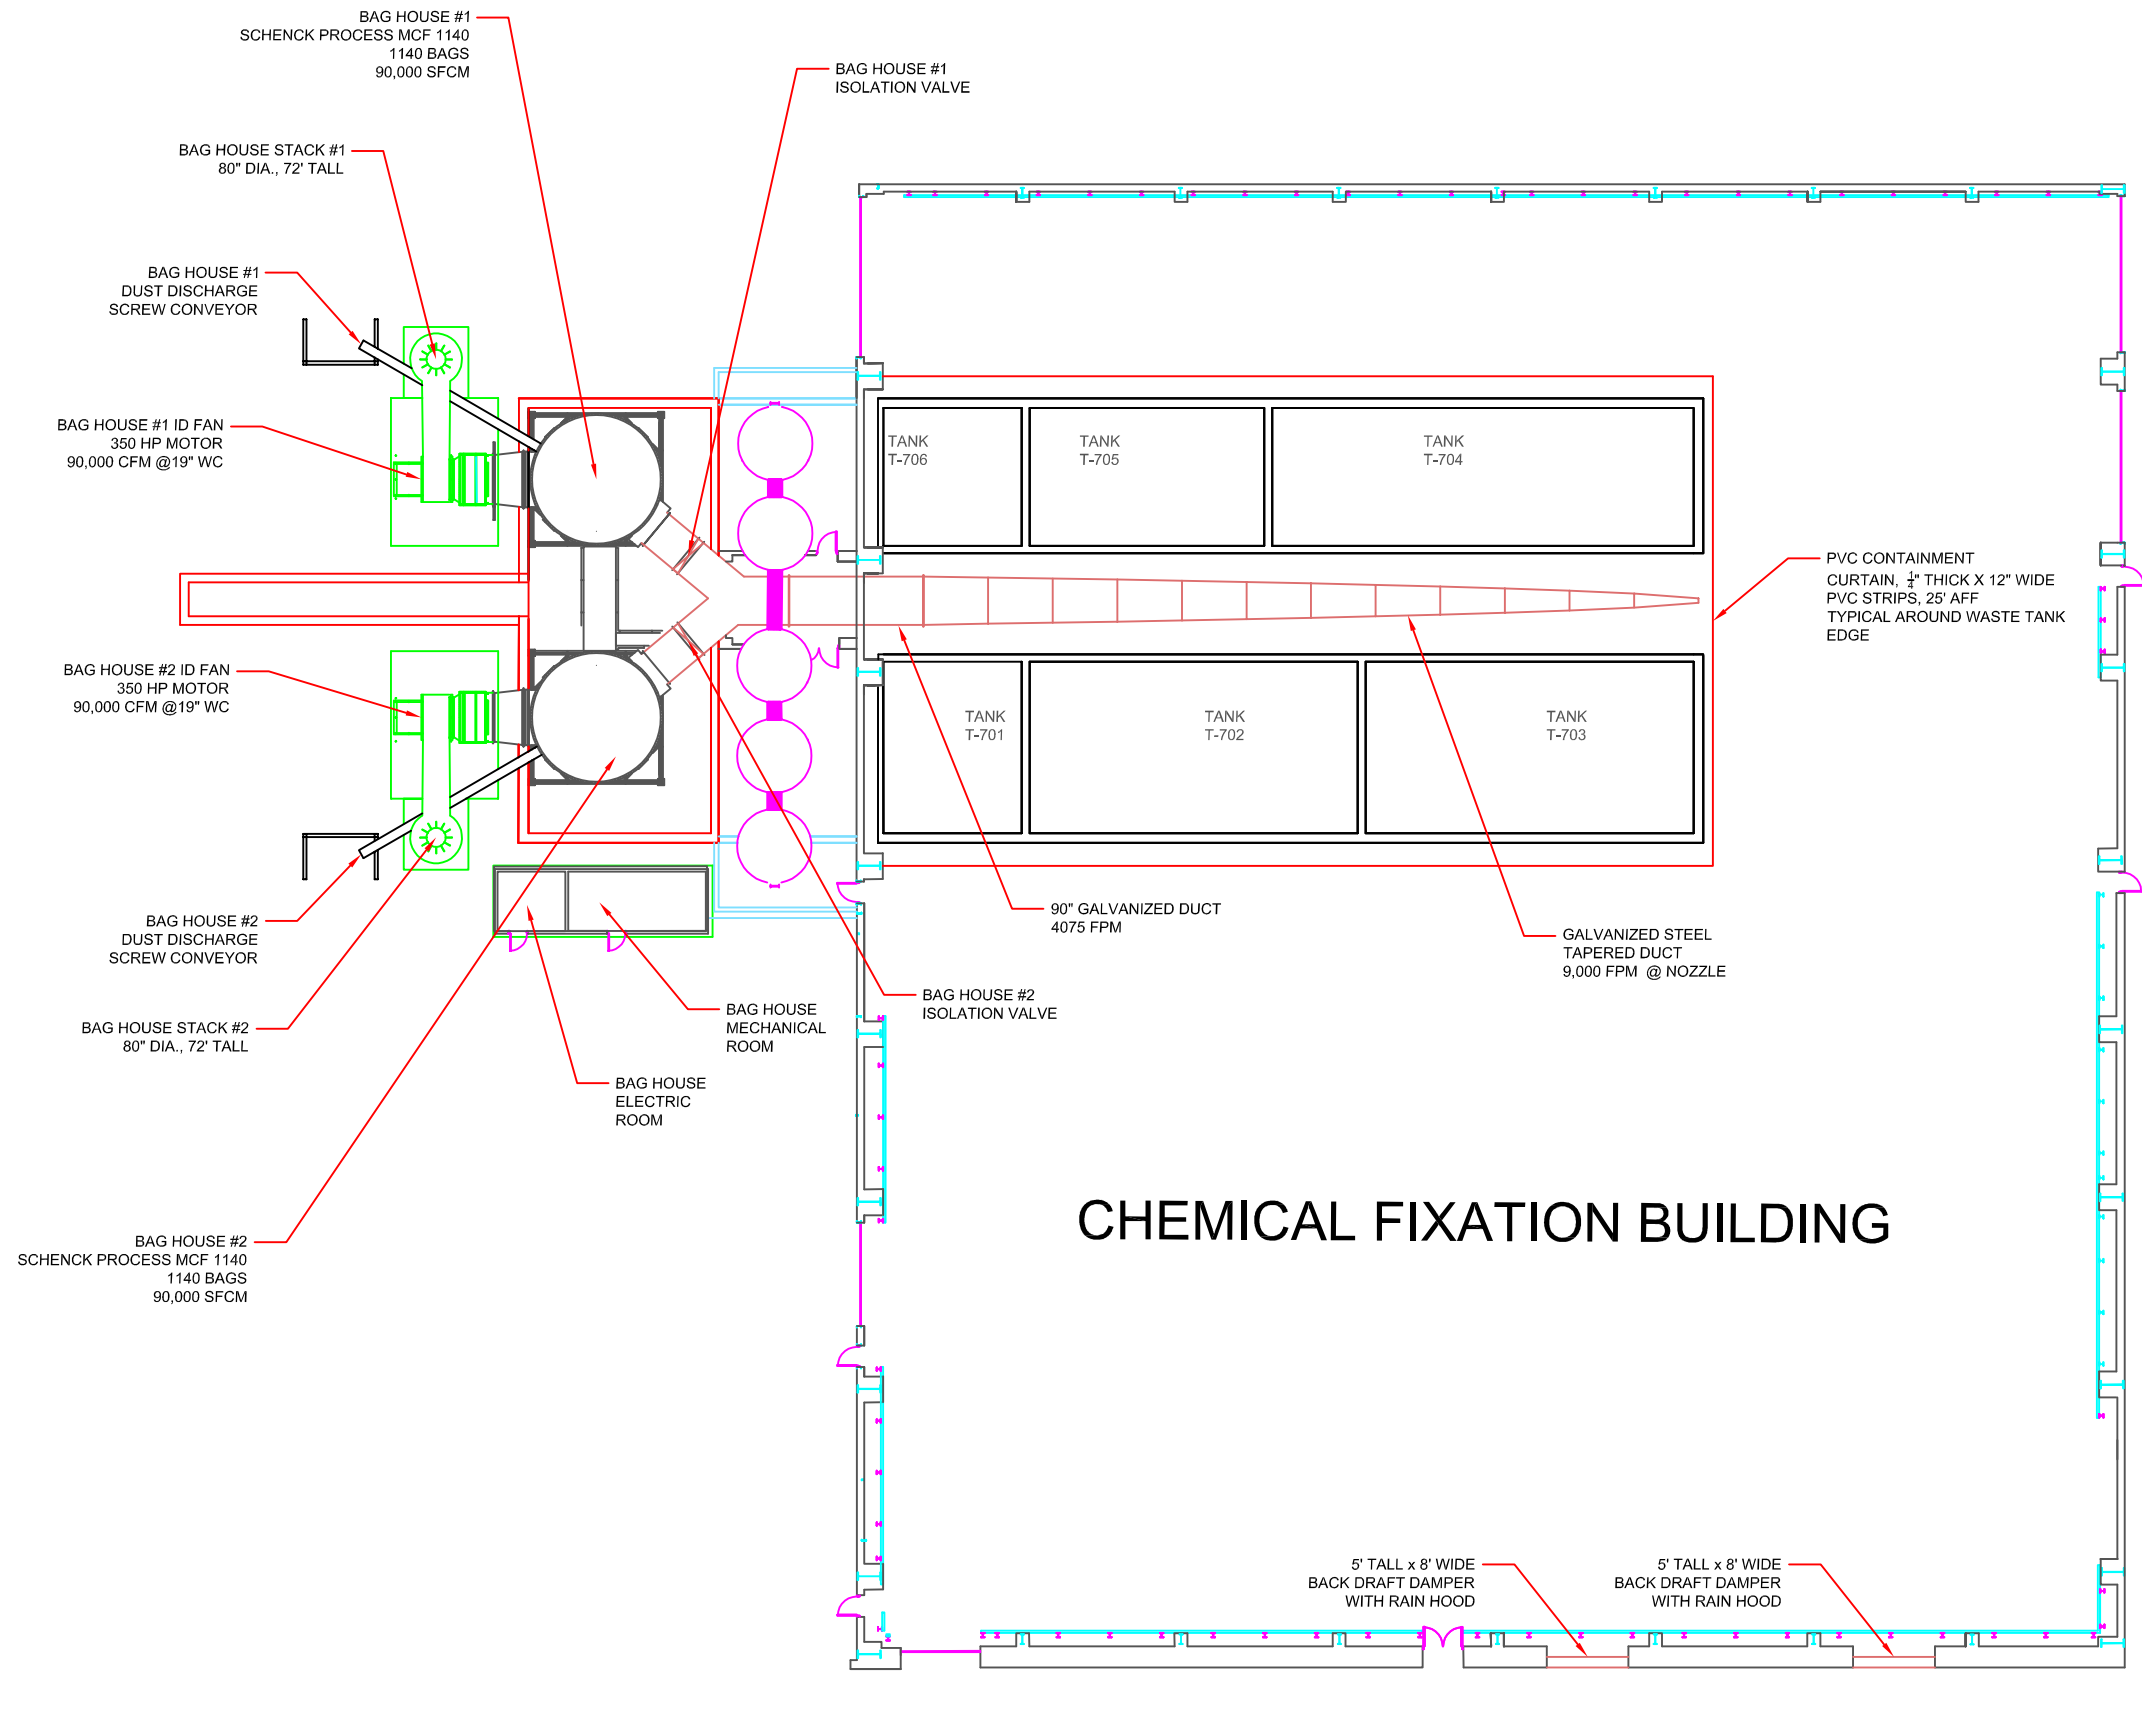 BAG HOUSE #1
SCHENCK PROCESS MCF 1140
1140 BAGS
90,000 SFCM
BAG HOUSE #1
ISOLATION VALVE
BAG HOUSE STACK #1
80" DIA., 72' TALL
BAG HOUSE #1
DUST DISCHARGE
SCREW CONVEYOR
BAG HOUSE #1 ID FAN
350 HP MOTOR
90,000 CFM @19" WC
TANK
T-706
TANK
T-705
TANK
T-704
PVC CONTAINMENT
CURTAIN, 1/4" THICK X 12" WIDE
PVC STRIPS, 25' AFF
TYPICAL AROUND WASTE TANK
EDGE
BAG HOUSE #2 ID FAN
350 HP MOTOR
90,000 CFM @19" WC
TANK
T-701
TANK
T-702
TANK
T-703
BAG HOUSE #2
DUST DISCHARGE
SCREW CONVEYOR
90" GALVANIZED DUCT
4075 FPM
GALVANIZED STEEL
TAPERED DUCT
9,000 FPM @ NOZZLE
BAG HOUSE #2
ISOLATION VALVE
BAG HOUSE
MECHANICAL
ROOM
BAG HOUSE STACK #2
80" DIA., 72' TALL
BAG HOUSE
ELECTRIC
ROOM
CHEMICAL FIXATION BUILDING
BAG HOUSE #2
SCHENCK PROCESS MCF 1140
1140 BAGS
90,000 SFCM
5' TALL x 8' WIDE
BACK DRAFT DAMPER
WITH RAIN HOOD
5' TALL x 8' WIDE
BACK DRAFT DAMPER
WITH RAIN HOOD